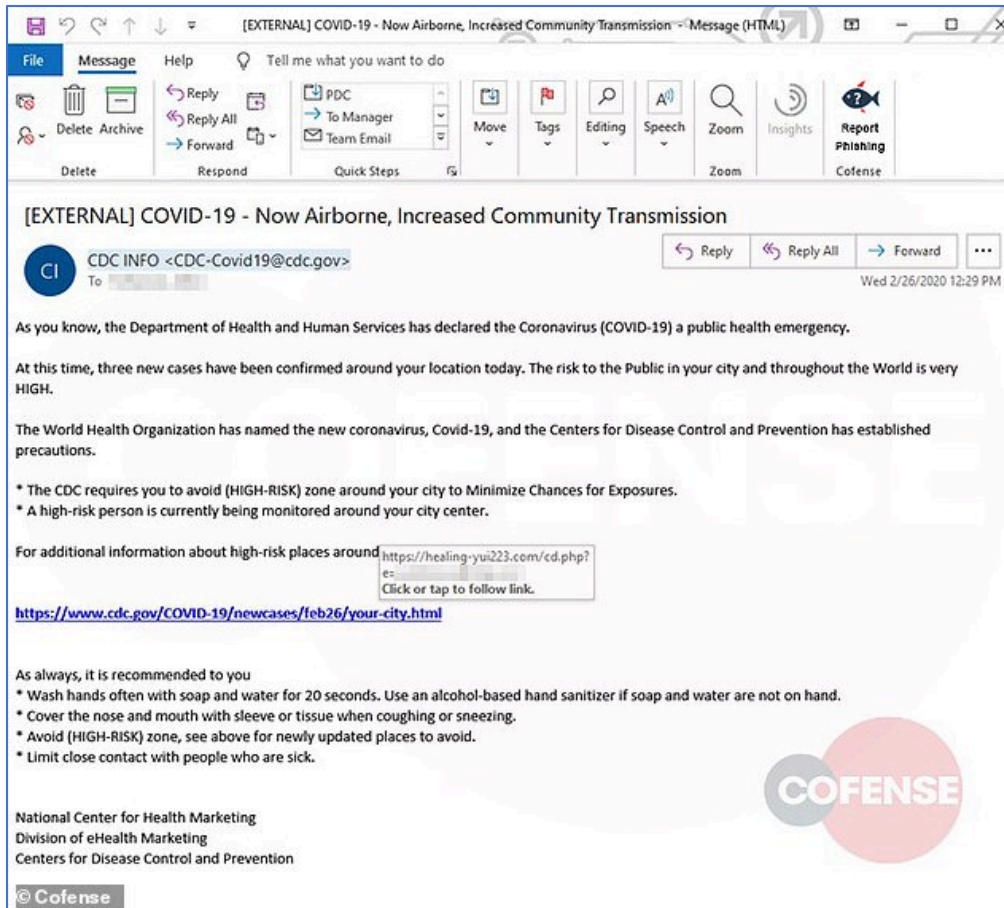 [EXTERNAL] COVID-19 - Now Airborne, Increased Community Transmission - Message (HTML)
File Message Help Tell me what you want to do
Delete Archive
Reply
Reply All
Forward
PDC
To Manager
Team Email
Move
Tags
Editing
Speech
Zoom
Insights
Report Phishing
Delete Respond Quick Steps Zoom Cofense
[EXTERNAL] COVID-19 - Now Airborne, Increased Community Transmission
CI
CDC INFO <CDC-Covid19@cdc.gov>
To
Reply Reply All Forward
Wed 2/26/2020 12:29 PM
As you know, the Department of Health and Human Services has declared the Coronavirus (COVID-19) a public health emergency.
At this time, three new cases have been confirmed around your location today. The risk to the Public in your city and throughout the World is very
HIGH.
The World Health Organization has named the new coronavirus, Covid-19, and the Centers for Disease Control and Prevention has established
precautions.
* The CDC requires you to avoid (HIGH-RISK) zone around your city to Minimize Chances for Exposures.
* A high-risk person is currently being monitored around your city center.
For additional information about high-risk places around
https://healing-yui223.com/cd.php?
e=
Click or tap to follow link.
https://www.cdc.gov/COVID-19/newcases/feb26/your-city.html
As always, it is recommended to you
* Wash hands often with soap and water for 20 seconds. Use an alcohol-based hand sanitizer if soap and water are not on hand.
* Cover the nose and mouth with sleeve or tissue when coughing or sneezing.
* Avoid (HIGH-RISK) zone, see above for newly updated places to avoid.
* Limit close contact with people who are sick.
COFENSE
National Center for Health Marketing
Division of eHealth Marketing
Centers for Disease Control and Prevention
© Cofense